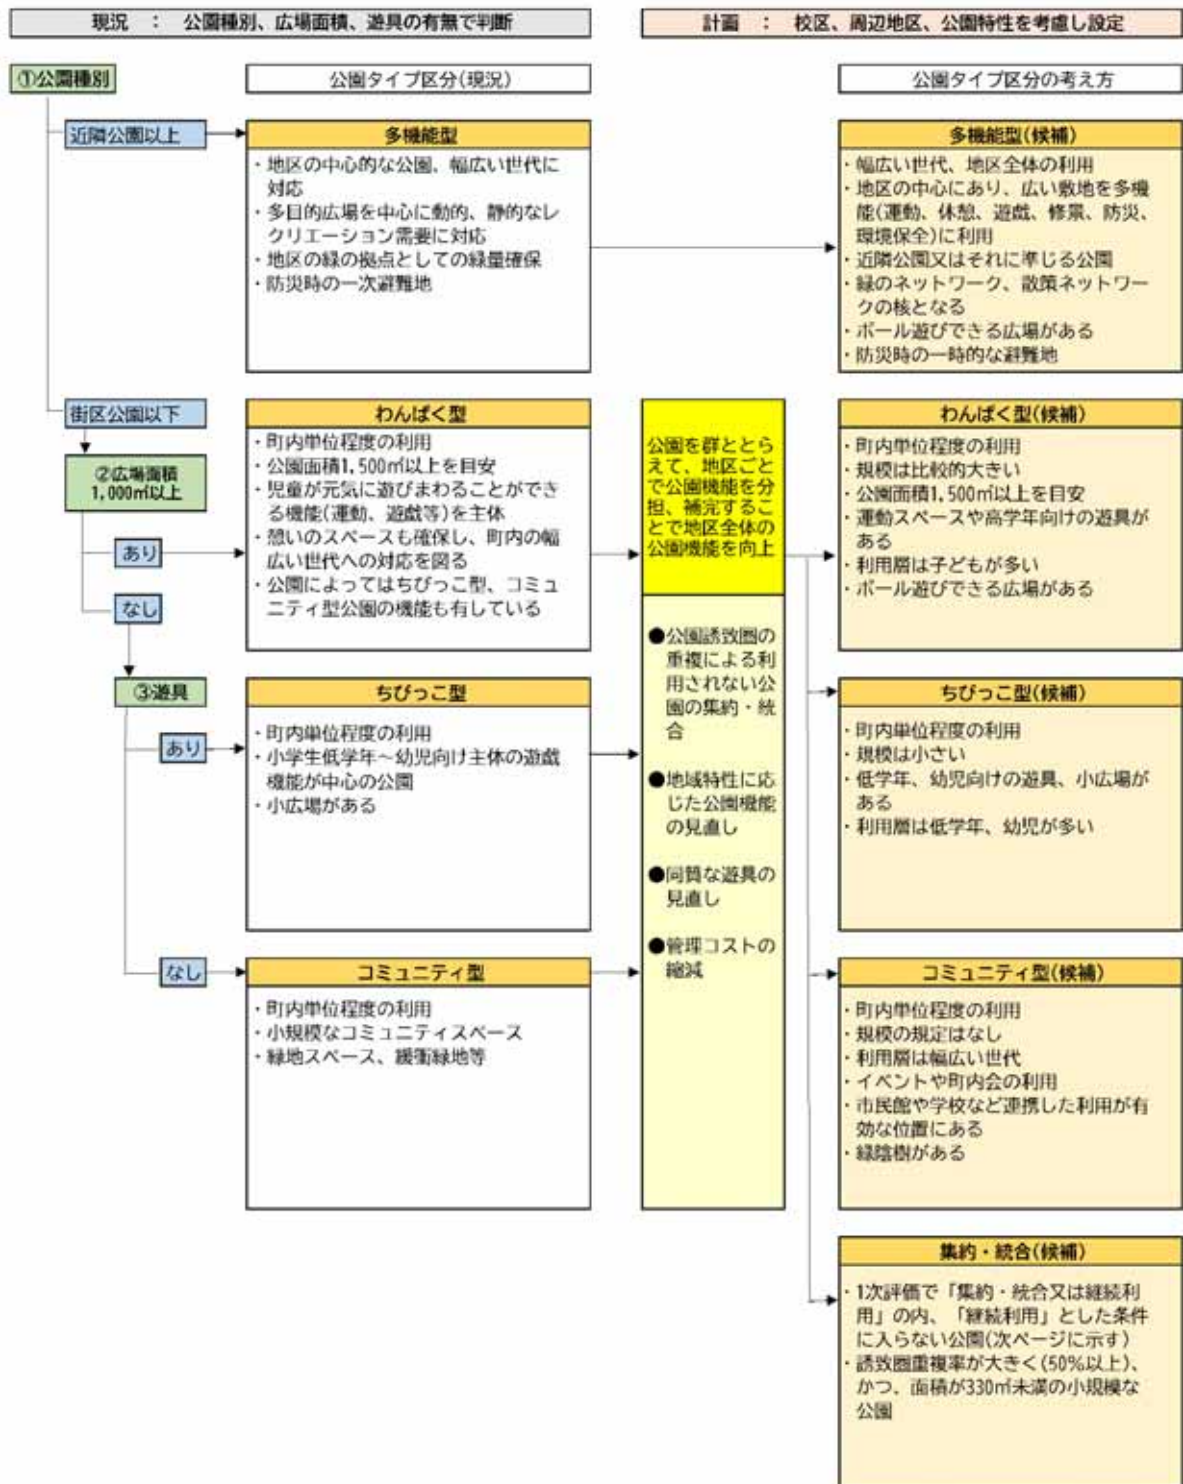 現況 ： 公園種別、広場面積、遊具の有無で判断
計画 ： 校区、周辺地区、公園特性を考慮し設定
①公園種別
公園タイプ区分(現況)
公園タイプ区分の考え方
近隣公園以上
多機能型
・地区の中心的な公園、幅広い世代に
対応
・多目的広場を中心に動的、静的なレ
クリエーション需要に対応
・地区の緑の拠点としての緑量確保
・防災時の一次避難地
多機能型(候補)
・幅広い世代、地区全体の利用
・地区の中心にあり、広い敷地を多機
能(運動、休憩、遊戯、修景、防災、
環境保全)に利用
・近隣公園又はそれに準じる公園
・緑のネットワーク、散策ネットワー
クの核となる
・ボール遊びできる広場がある
・防災時の一時的な避難地
街区公園以下
②広場面積
1,000㎡以上
あり
なし
わんぱく型
・町内単位程度の利用
・公園面積1,500㎡以上を目安
・児童が元気に遊びまわることができ
る機能(運動、遊戯等)を主体
・憩いのスペースも確保し、町内の幅
広い世代への対応を図る
・公園によってはちびっこ型、コミュ
ニティ型公園の機能も有している
公園を群ととら
えて、地区ごと
で公園機能を分
担、補完するこ
とで地区全体の
公園機能を向上
わんぱく型(候補)
・町内単位程度の利用
・規模は比較的大きい
・公園面積1,500㎡以上を目安
・運動スペースや高学年向けの遊具が
ある
・利用層は子どもが多い
・ボール遊びできる広場がある
●公園誘致圏の
重複による利
用されない公
園の集約・統
合
●地域特性に応
じた公園機能
の見直し
●同質な遊具の
見直し
●管理コストの
縮減
③遊具
あり
ちびっこ型
・町内単位程度の利用
・小学生低学年～幼児向け主体の遊戯
機能が中心の公園
・小広場がある
ちびっこ型(候補)
・町内単位程度の利用
・規模は小さい
・低学年、幼児向けの遊具、小広場が
ある
・利用層は低学年、幼児が多い
なし
コミュニティ型
・町内単位程度の利用
・小規模なコミュニティスペース
・緑地スペース、緩衝緑地等
コミュニティ型(候補)
・町内単位程度の利用
・規模の規定はなし
・利用層は幅広い世代
・イベントや町内会の利用
・市民館や学校など連携した利用が有
効な位置にある
・緑陰樹がある
集約・統合(候補)
・1次評価で「集約・統合又は継続利
用」の内、「継続利用」とした条件
に入らない公園(次ページに示す)
・誘致圏重複率が大きく(50%以上)、
かつ、面積が330㎡未満の小規模な
公園